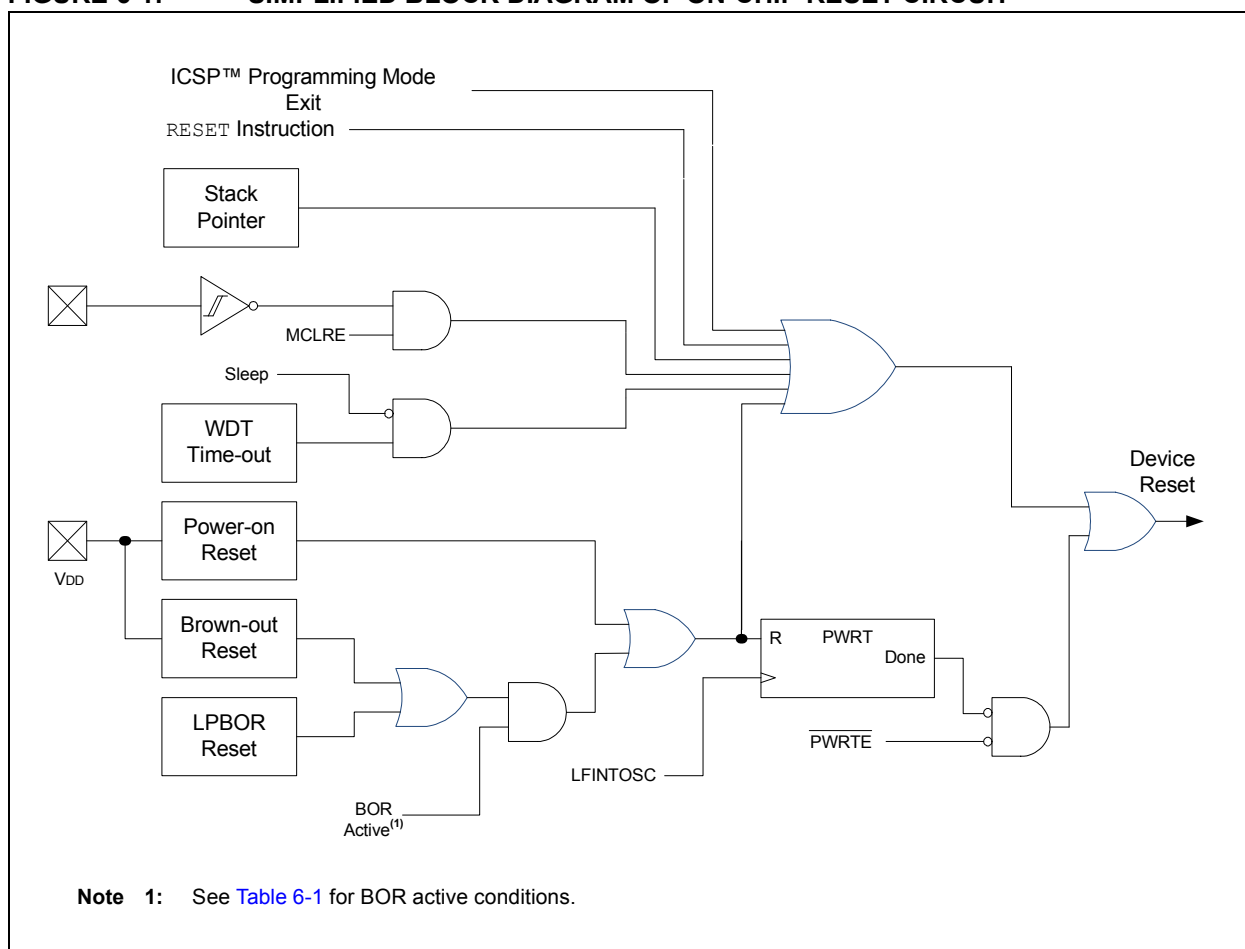 ICSP™ Programming Mode
Exit
RESET Instruction
Stack
Pointer
MCLRE
Sleep
WDT
Time-out
Device
Reset
Power-on
Reset
VDD
Brown-out
Reset
R PWRT
Done
LPBOR
Reset
PWRTE
LFINTOSC
BOR
Active(1)
Note 1: See Table 6-1 for BOR active conditions.